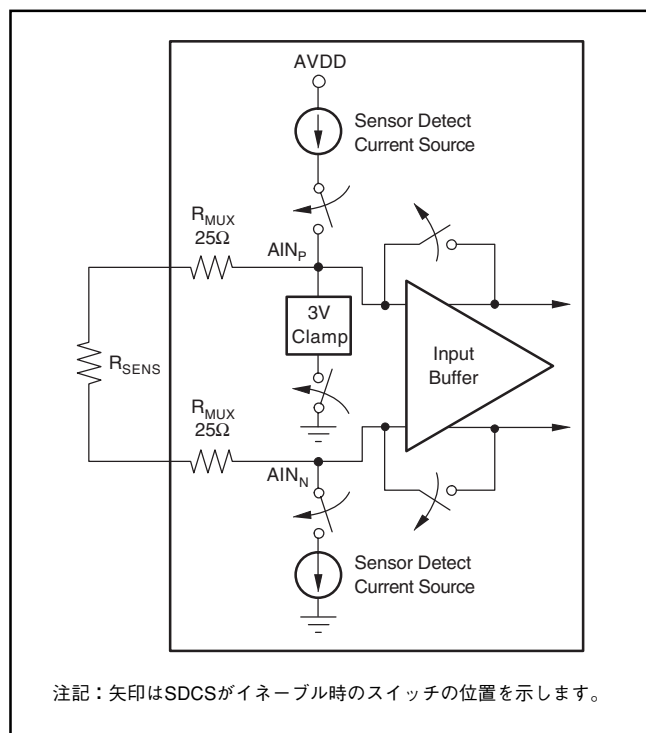 AVDD
Sensor Detect
Current Source
RMUX
25Ω
AINP
3V
Clamp
Input
Buffer
RSENS
RMUX
25Ω
AINN
Sensor Detect
Current Source
注記：矢印はSDCSがイネーブル時のスイッチの位置を示します。